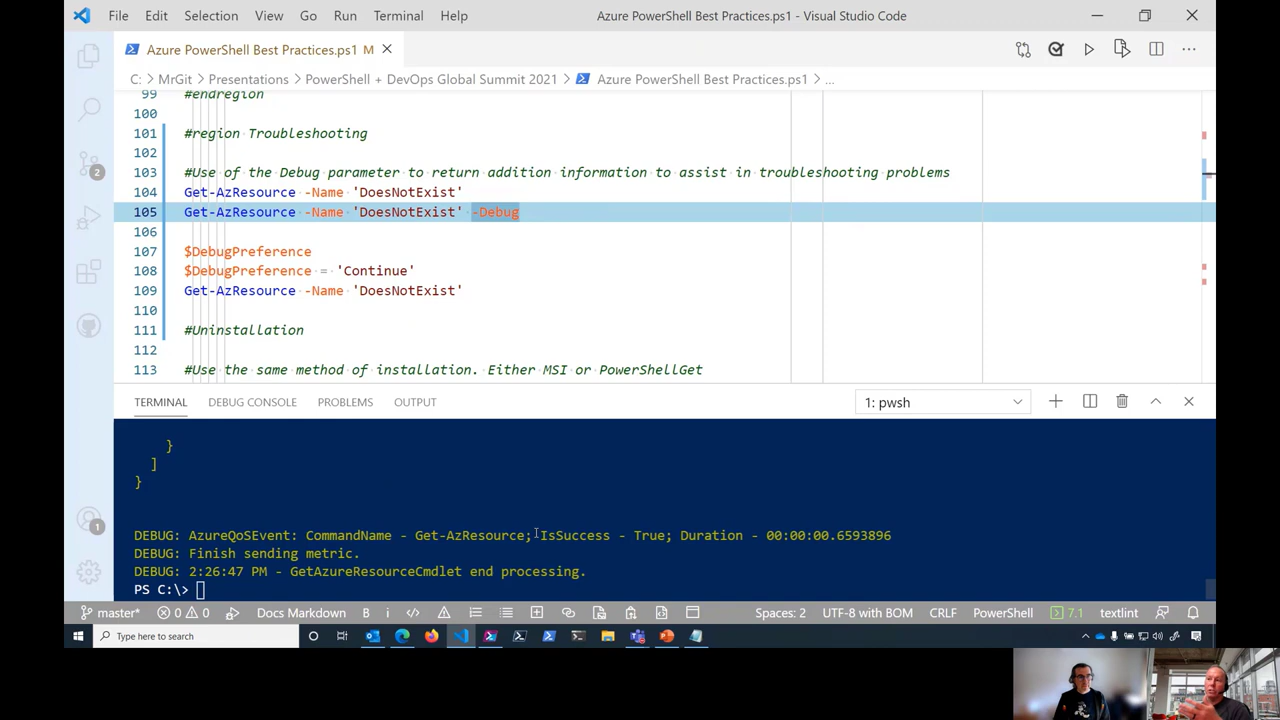 File Edit Selection View Go Run Terminal Help Azure PowerShell Best Practices.ps1 - Visual Studio Code
Azure PowerShell Best Practices.ps1 M
C: > MrGit > Presentations > PowerShell + DevOps Global Summit 2021 > Azure PowerShell Best Practices.ps1 > ...
99 #endregion
100
101 #region Troubleshooting
102
103 #Use of the Debug parameter to return addition information to assist in troubleshooting problems
104 Get-AzResource -Name 'DoesNotExist'
105 Get-AzResource -Name 'DoesNotExist' -Debug
106
107 $DebugPreference
108 $DebugPreference = 'Continue'
109 Get-AzResource -Name 'DoesNotExist'
110
111 #Uninstallation
112
113 #Use the same method of installation. Either MSI or PowerShellGet
2
1
TERMINAL DEBUG CONSOLE PROBLEMS OUTPUT 1: pwsh
}
]
}
DEBUG: AzureQoSEvent: CommandName - Get-AzResource; IsSuccess - True; Duration - 00:00:00.6593896
DEBUG: Finish sending metric.
DEBUG: 2:26:47 PM - GetAzureResourceCmdlet end processing.
PS C:\>
master* 0 0 Docs Markdown B i Spaces: 2 UTF-8 with BOM CRLF PowerShell 7.1 textlint
Type here to search